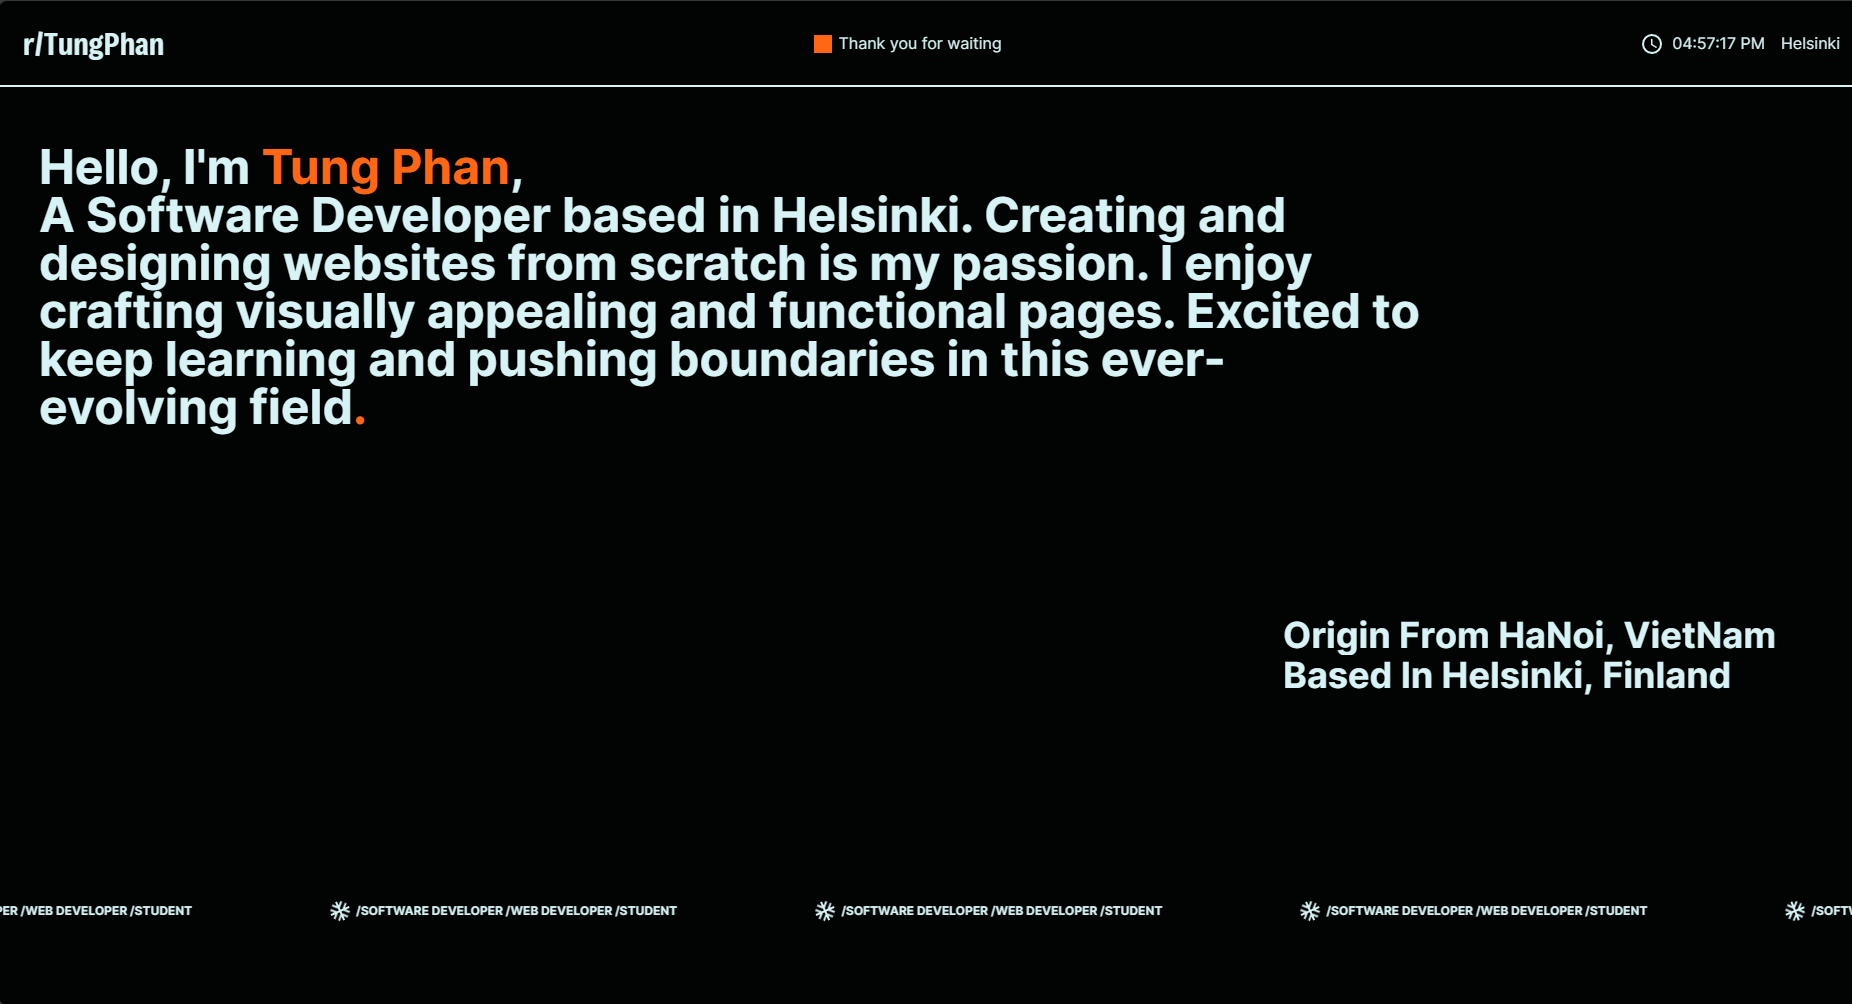 r/TungPhan
Thank you for waiting
04:57:17 PM Helsinki
Hello, I'm Tung Phan,
A Software Developer based in Helsinki. Creating and
designing websites from scratch is my passion. I enjoy
crafting visually appealing and functional pages. Excited to
keep learning and pushing boundaries in this ever-
evolving field.
Origin From HaNoi, VietNam
Based In Helsinki, Finland
PER /WEB DEVELOPER /STUDENT
/SOFTWARE DEVELOPER /WEB DEVELOPER /STUDENT
/SOFTWARE DEVELOPER /WEB DEVELOPER /STUDENT
/SOFTWARE DEVELOPER /WEB DEVELOPER /STUDENT
/SOFT